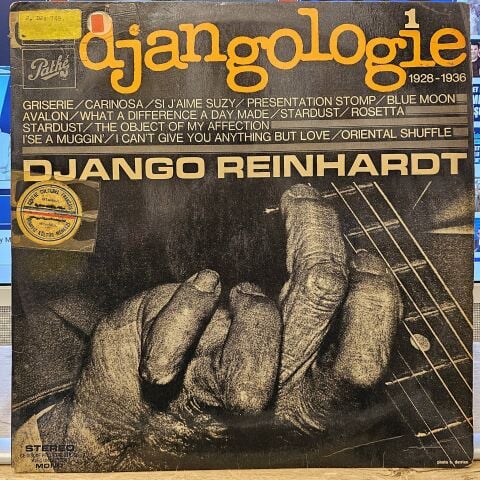 djangologie
1
1928-1936
Pathé
GRISERIE/CARINOSA/SI J'AIME SUZY/PRESENTATION STOMP/BLUE MOON
AVALON/WHAT A DIFFERENCE A DAY MADE/STARDUST/ROSETTA
STARDUST/THE OBJECT OF MY AFFECTION
I'SE A MUGGIN'/I CAN'T GIVE YOU ANYTHING BUT LOVE/ORIENTAL SHUFFLE
DJANGO REINHARDT
STEREO
MONO